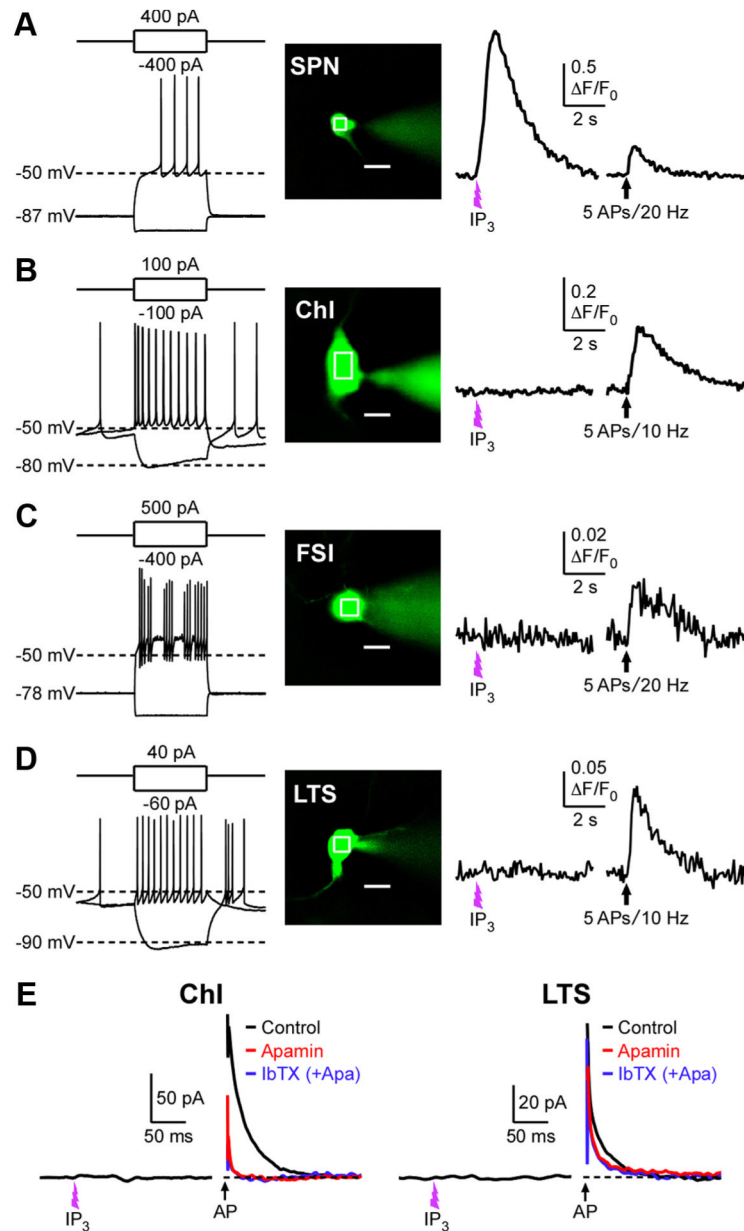 A
400 pA
-400 pA
-50 mV
-87 mV
SPN
0.5
ΔF/F0
2 s
IP3
5 APs/20 Hz
B
100 pA
-100 pA
-50 mV
-80 mV
ChI
0.2
ΔF/F0
2 s
IP3
5 APs/10 Hz
C
500 pA
-400 pA
-50 mV
-78 mV
FSI
0.02
ΔF/F0
2 s
IP3
5 APs/20 Hz
D
40 pA
-60 pA
-50 mV
-90 mV
LTS
0.05
ΔF/F0
2 s
IP3
5 APs/10 Hz
E
ChI
Control
Apamin
IbTX (+Apa)
50 pA
50 ms
IP3
AP
LTS
Control
Apamin
IbTX (+Apa)
20 pA
50 ms
IP3
AP